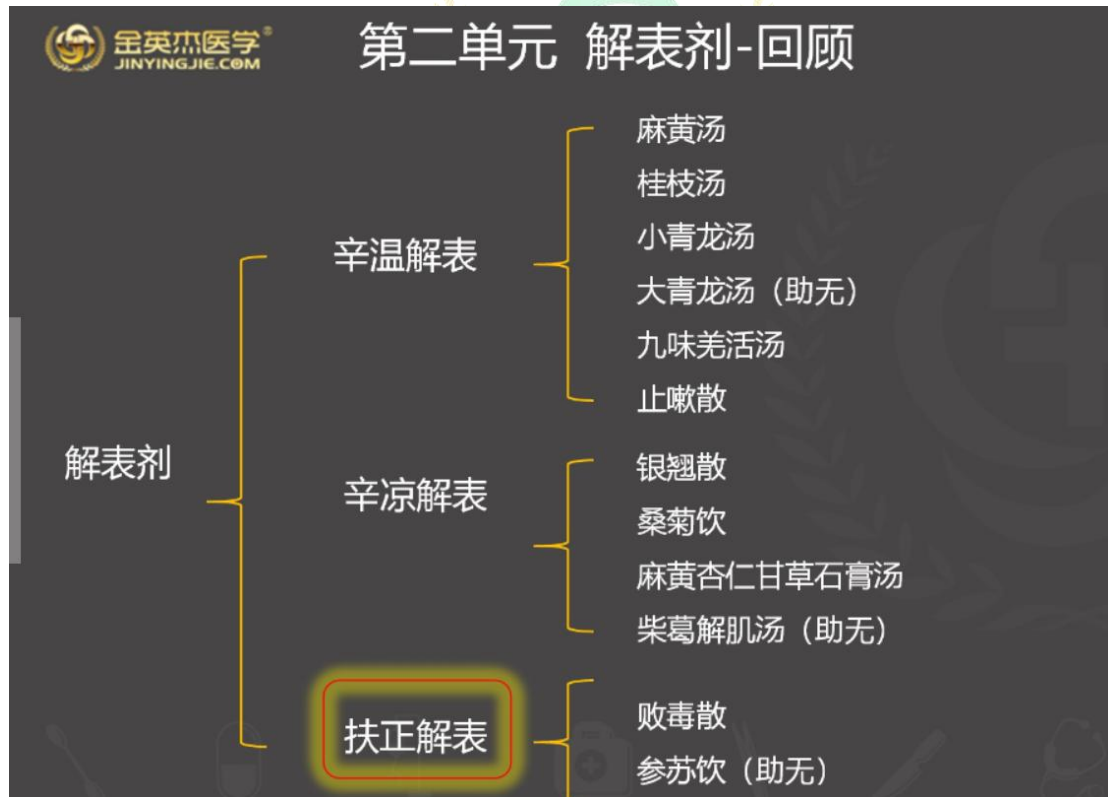 金英杰医学®
JINYINGJIE.COM
第二单元 解表剂-回顾
解表剂
辛温解表
麻黄汤
桂枝汤
小青龙汤
大青龙汤（助无）
九味羌活汤
止嗽散
辛凉解表
银翘散
桑菊饮
麻黄杏仁甘草石膏汤
柴葛解肌汤（助无）
扶正解表
败毒散
参苏饮（助无）